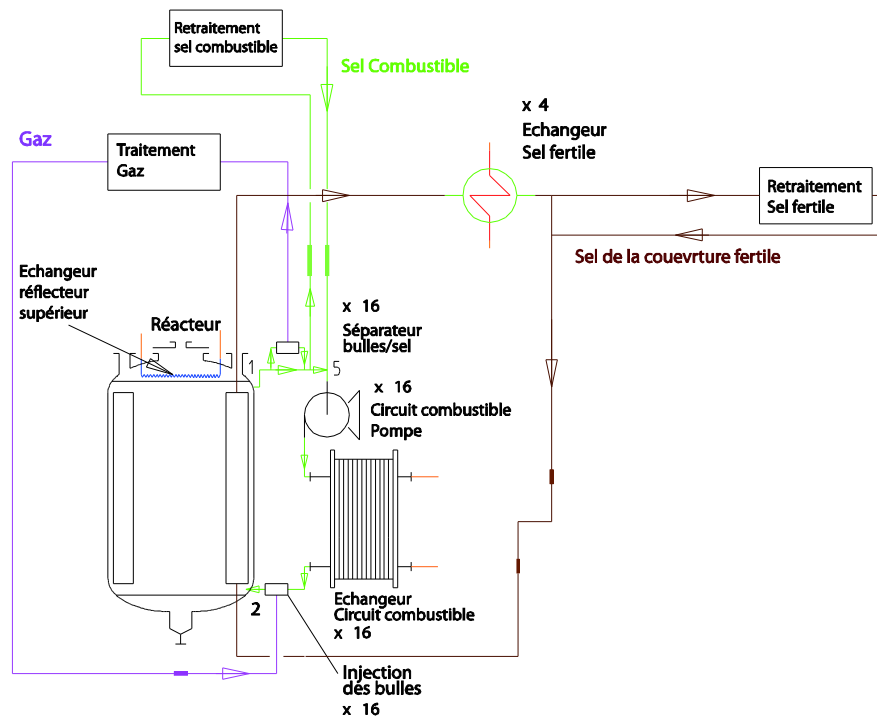 Retraitement
sel combustible
Sel Combustible
x 4
Echangeur
Sel fertile
Gaz
Traitement
Gaz
Retraitement
Sel fertile
Sel de la couevrture fertile
Echangeur
réflecteur
supérieur
Réacteur
x 16
Séparateur
bulles/sel
1
5
x 16
Circuit combustible
Pompe
2
Echangeur
Circuit combustible
x 16
Injection
des bulles
x 16